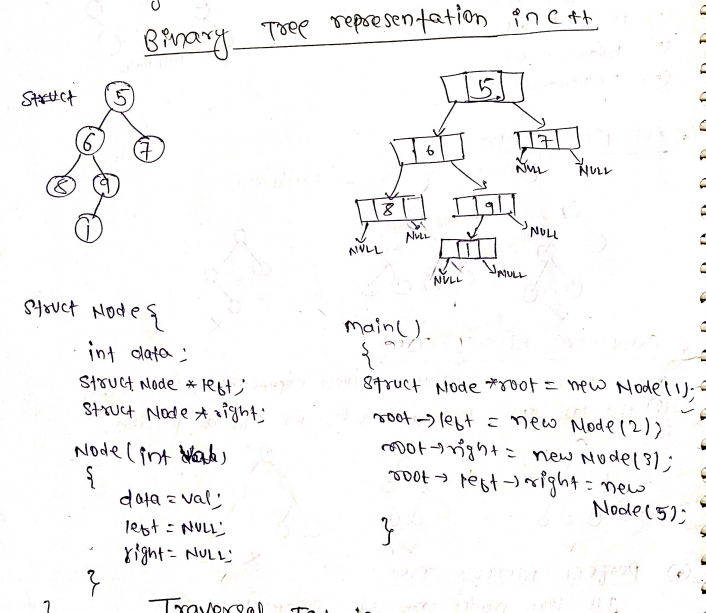 Binary Tree representation in C++
Struct
5
6
7
8
9
1
5
6
7
NULL
NULL
8
9
NULL
NULL
NULL
1
NULL
NULL
Struct Node {
int data;
Struct Node * left;
Struct Node * right;
Node (int val)
{
data = val;
left = NULL;
right = NULL;
}
main()
{
Struct Node *root = new Node(1);
root → left = new Node(2);
root → right = new Node(3);
root → left → right = new
Node(5);
}
Traversal